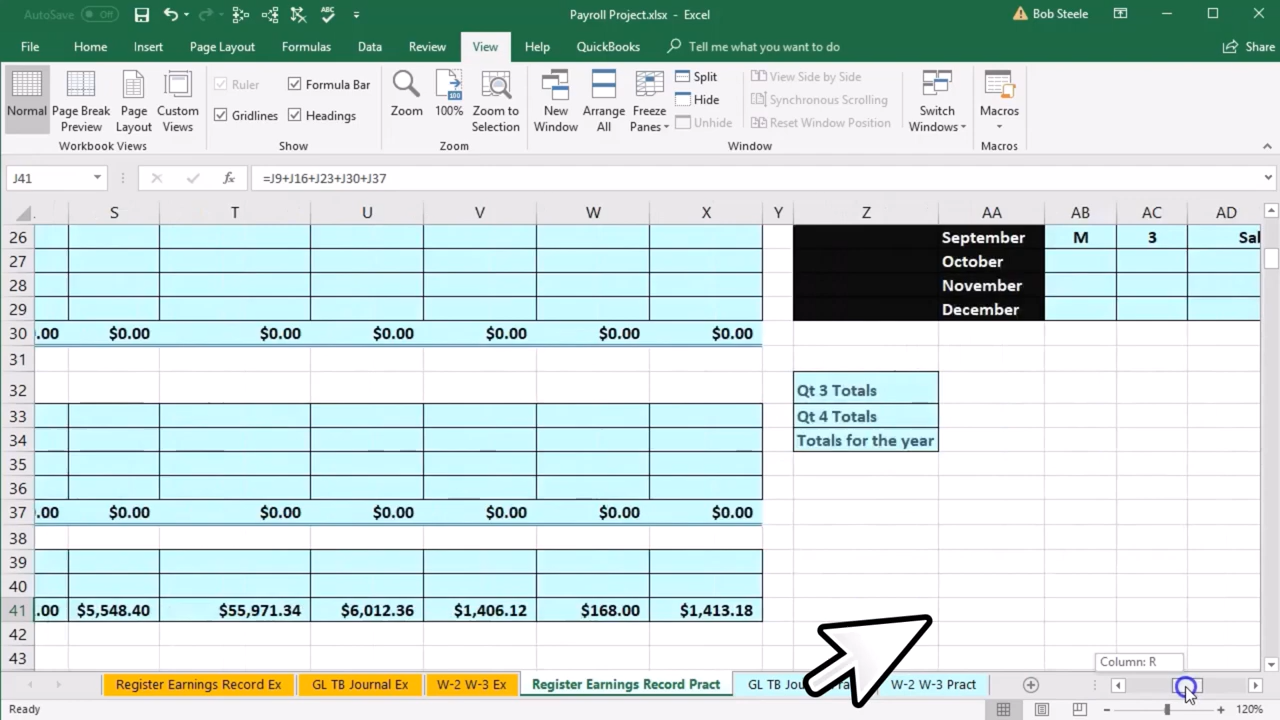 AutoSave Off Payroll Project.xlsx - Excel Bob Steele
File Home Insert Page Layout Formulas Data Review View Help QuickBooks Tell me what you want to do Share
Normal Page Break Preview Page Layout Custom Views
Workbook Views
Ruler Formula Bar
Gridlines Headings
Show
Zoom 100% Zoom to Selection
Zoom
New Window Arrange All Freeze Panes
Split
Hide
Unhide
View Side by Side
Synchronous Scrolling
Reset Window Position
Switch Windows
Window
Macros
Macros
J41 fx =J9+J16+J23+J30+J37
S T U V W X Y Z AA AB AC AD
26 September M 3 Sal
27 October
28 November
29 December
30 .00 $0.00 $0.00 $0.00 $0.00 $0.00 $0.00
31
32 Qt 3 Totals
33 Qt 4 Totals
34 Totals for the year
35
36
37 .00 $0.00 $0.00 $0.00 $0.00 $0.00 $0.00
38
39
40
41 .00 $5,548.40 $55,971.34 $6,012.36 $1,406.12 $168.00 $1,413.18
42
43
Column: R
Register Earnings Record Ex GL TB Journal Ex W-2 W-3 Ex Register Earnings Record Pract GL TB Jou W-2 W-3 Pract
Ready 120%